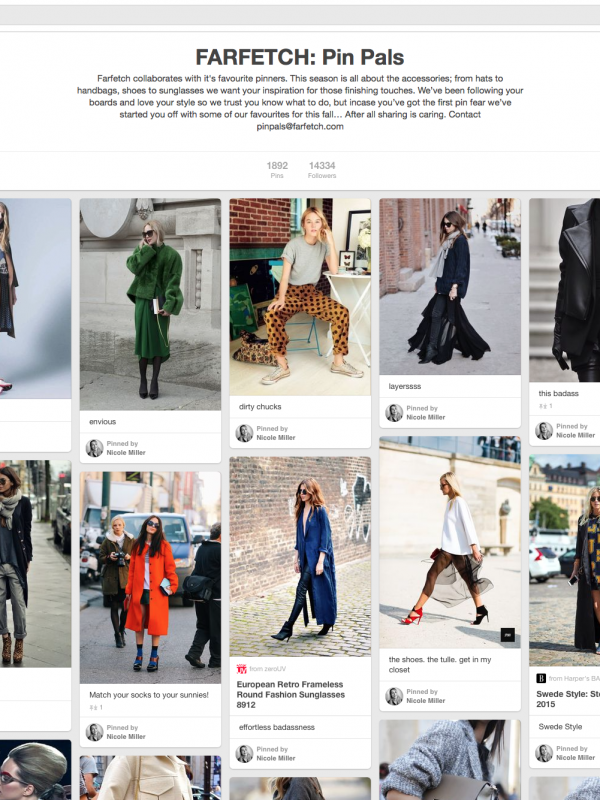 FARFETCH: Pin Pals
Farfetch collaborates with it's favourite pinners. This season is all about the accessories; from hats to
handbags, shoes to sunglasses we want your inspiration for those finishing touches. We've been following your
boards and love your style so we trust you know what to do, but incase you've got the first pin fear we've
started you off with some of our favourites for this fall… After all sharing is caring. Contact
pinpals@farfetch.com
1892
Pins
14334
Followers
envious
Pinned by
Nicole Miller
Match your socks to your sunnies!
1
Pinned by
Nicole Miller
dirty chucks
Pinned by
Nicole Miller
from zeroUV
European Retro Frameless
Round Fashion Sunglasses
8912
effortless badassness
Pinned by
Nicole Miller
layerssss
Pinned by
Nicole Miller
the shoes. the tulle. get in my
closet
Pinned by
Nicole Miller
this badass
1
Pinned by
Nicole Miller
B
from Harper's BA
Swede Style: St
2015
Swede Style
Pinned by
Nicole Miller